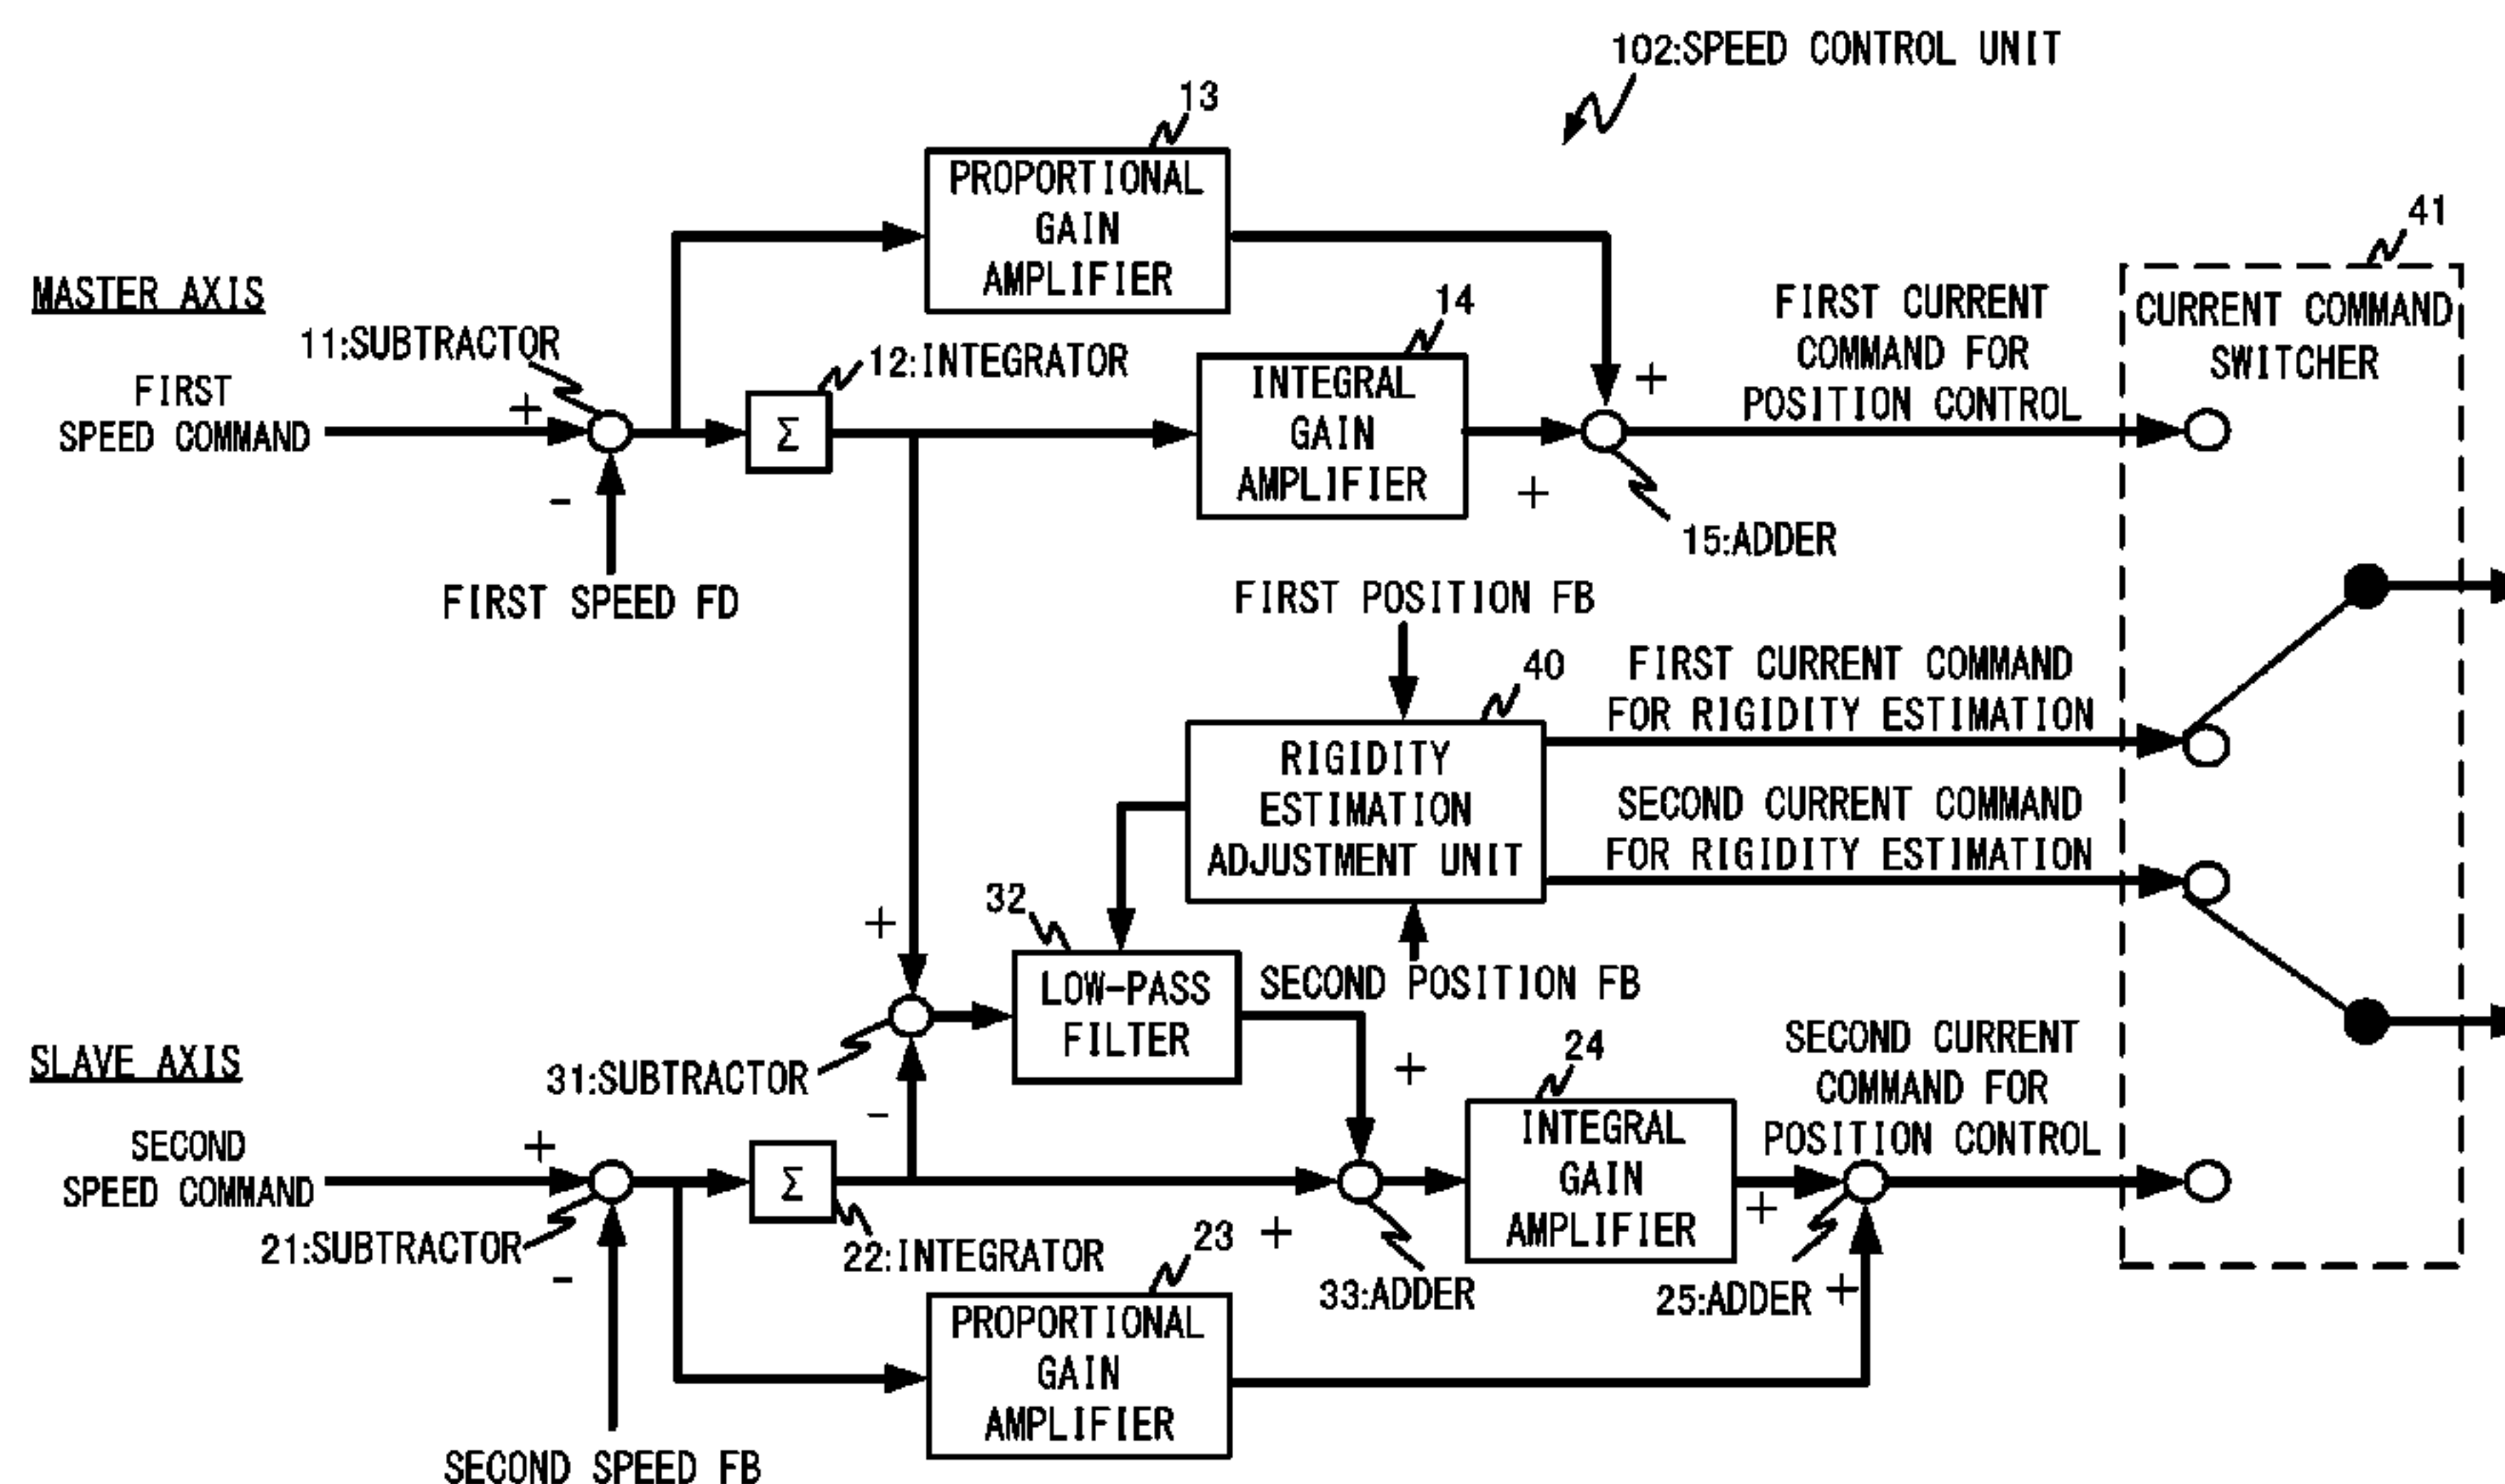 102:SPEED CONTROL UNIT
13
PROPORTIONAL
GAIN
AMPLIFIER
41
MASTER AXIS
11:SUBTRACTOR
FIRST
SPEED COMMAND
+
-
FIRST SPEED FD
12:INTEGRATOR
Σ
14
INTEGRAL
GAIN
AMPLIFIER
+
+
15:ADDER
FIRST CURRENT
COMMAND FOR
POSITION CONTROL
CURRENT COMMAND
SWITCHER
FIRST POSITION FB
40
RIGIDITY
ESTIMATION
ADJUSTMENT UNIT
FIRST CURRENT COMMAND
FOR RIGIDITY ESTIMATION
SECOND CURRENT COMMAND
FOR RIGIDITY ESTIMATION
SECOND POSITION FB
32
LOW-PASS
FILTER
+
-
31:SUBTRACTOR
SLAVE AXIS
SECOND
SPEED COMMAND
+
-
21:SUBTRACTOR
SECOND SPEED FB
Σ
22:INTEGRATOR
23
PROPORTIONAL
GAIN
AMPLIFIER
+
+
33:ADDER
24
INTEGRAL
GAIN
AMPLIFIER
+
+
25:ADDER
SECOND CURRENT
COMMAND FOR
POSITION CONTROL